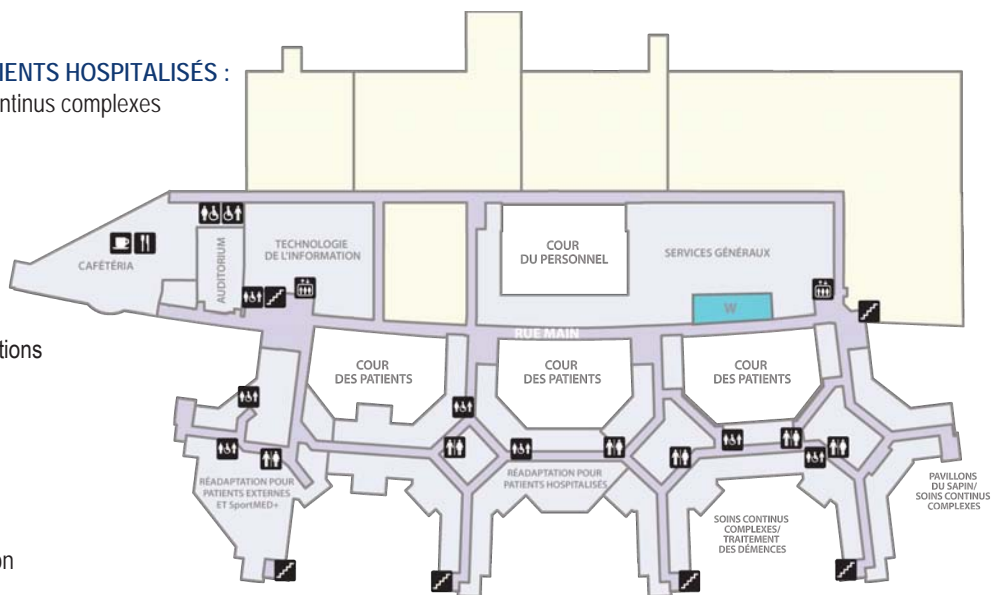 IENTS HOSPITALISÉS :
ntinus complexes
tions
on
CAFÉTÉRIA
AUDITORIUM
TECHNOLOGIE
DE L'INFORMATION
COUR
DU PERSONNEL
SERVICES GÉNÉRAUX
W
RUE MAIN
COUR
DES PATIENTS
COUR
DES PATIENTS
COUR
DES PATIENTS
RÉADAPTATION POUR
PATIENTS EXTERNES
ET SportMED+
RÉADAPTATION POUR
PATIENTS HOSPITALISÉS
SOINS CONTINUS
COMPLEXES/
TRAITEMENT
DES DÉMENCES
PAVILLONS
DU SAPIN/
SOINS CONTINUS
COMPLEXES